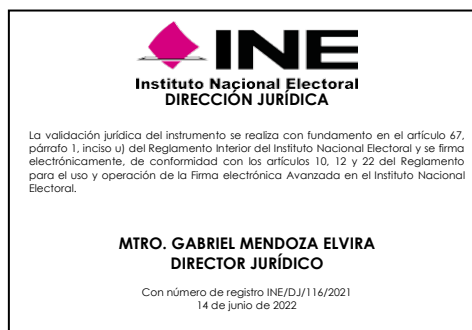 INE
Instituto Nacional Electoral
DIRECCIÓN JURÍDICA
La validación jurídica del instrumento se realiza con fundamento en el artículo 67,
párrafo 1, inciso u) del Reglamento Interior del Instituto Nacional Electoral y se firma
electrónicamente, de conformidad con los artículos 10, 12 y 22 del Reglamento
para el uso y operación de la Firma electrónica Avanzada en el Instituto Nacional
Electoral.
MTRO. GABRIEL MENDOZA ELVIRA
DIRECTOR JURÍDICO
Con número de registro INE/DJ/116/2021
14 de junio de 2022